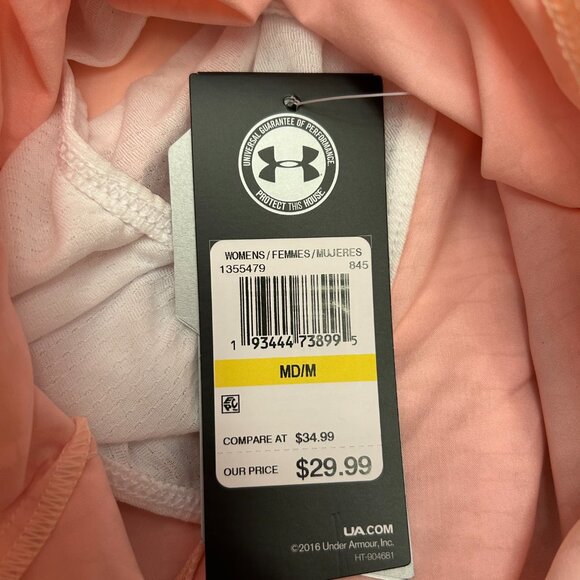 UNIVERSAL GUARANTEE OF PERFORMANCE
PROTECT THIS HOUSE
WOMENS/FEMMES/MUJERES
1355479 845
1 93444 73899 5
MD/M
COMPARE AT $34.99
OUR PRICE $29.99
UA.COM
©2016 Under Armour, Inc.
HT-904681